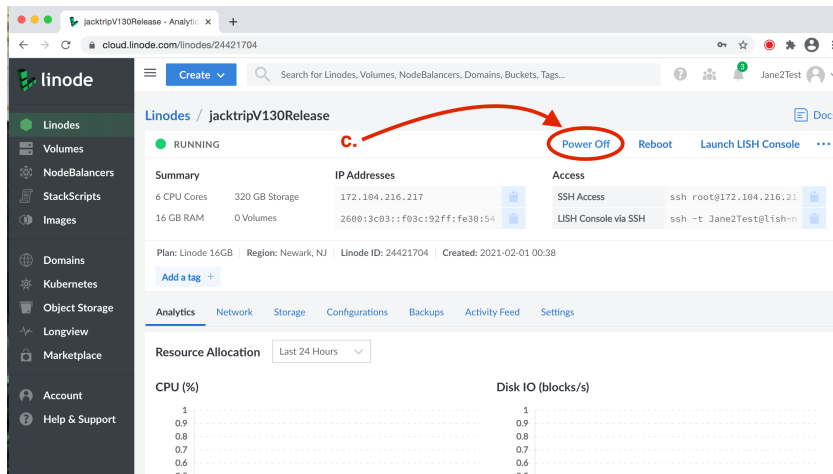 jacktripV130Release - Analytic
cloud.linode.com/linodes/24421704
linode
Create
Search for Linodes, Volumes, NodeBalancers, Domains, Buckets, Tags...
3
Jane2Test
Linodes / jacktripV130Release
Docs
Linodes
Volumes
NodeBalancers
StackScripts
Images
Domains
Kubernetes
Object Storage
Longview
Marketplace
Account
Help & Support
RUNNING
c.
Power Off
Reboot
Launch LISH Console
Summary
IP Addresses
Access
6 CPU Cores
320 GB Storage
172.104.216.217
SSH Access
ssh root@172.104.216.21
16 GB RAM
0 Volumes
2600:3c03::f03c:92ff:fe30:54
LISH Console via SSH
ssh -t Jane2Test@lish-n
Plan: Linode 16GB
Region: Newark, NJ
Linode ID: 24421704
Created: 2021-02-01 00:38
Add a tag +
Analytics
Network
Storage
Configurations
Backups
Activity Feed
Settings
Resource Allocation
Last 24 Hours
CPU (%)
1
0.9
0.8
0.7
0.6
Disk IO (blocks/s)
1
0.9
0.8
0.7
0.6